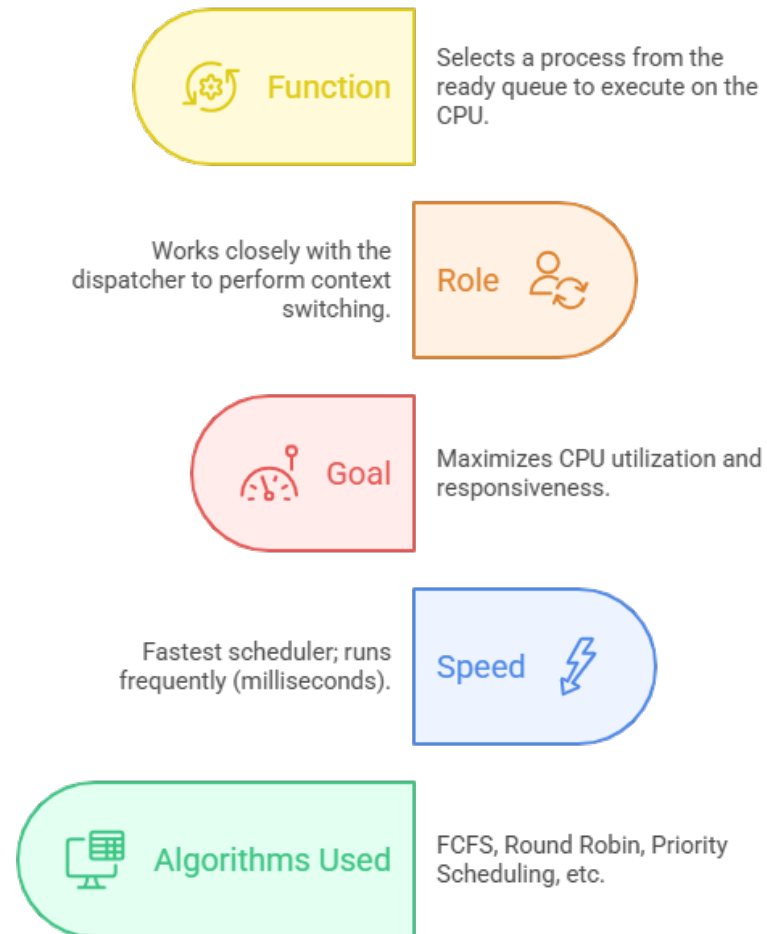 Function
Selects a process from the
ready queue to execute on the
CPU.
Works closely with the
dispatcher to perform context
switching.
Role
Goal
Maximizes CPU utilization and
responsiveness.
Fastest scheduler; runs
frequently (milliseconds).
Speed
Algorithms Used
FCFS, Round Robin, Priority
Scheduling, etc.